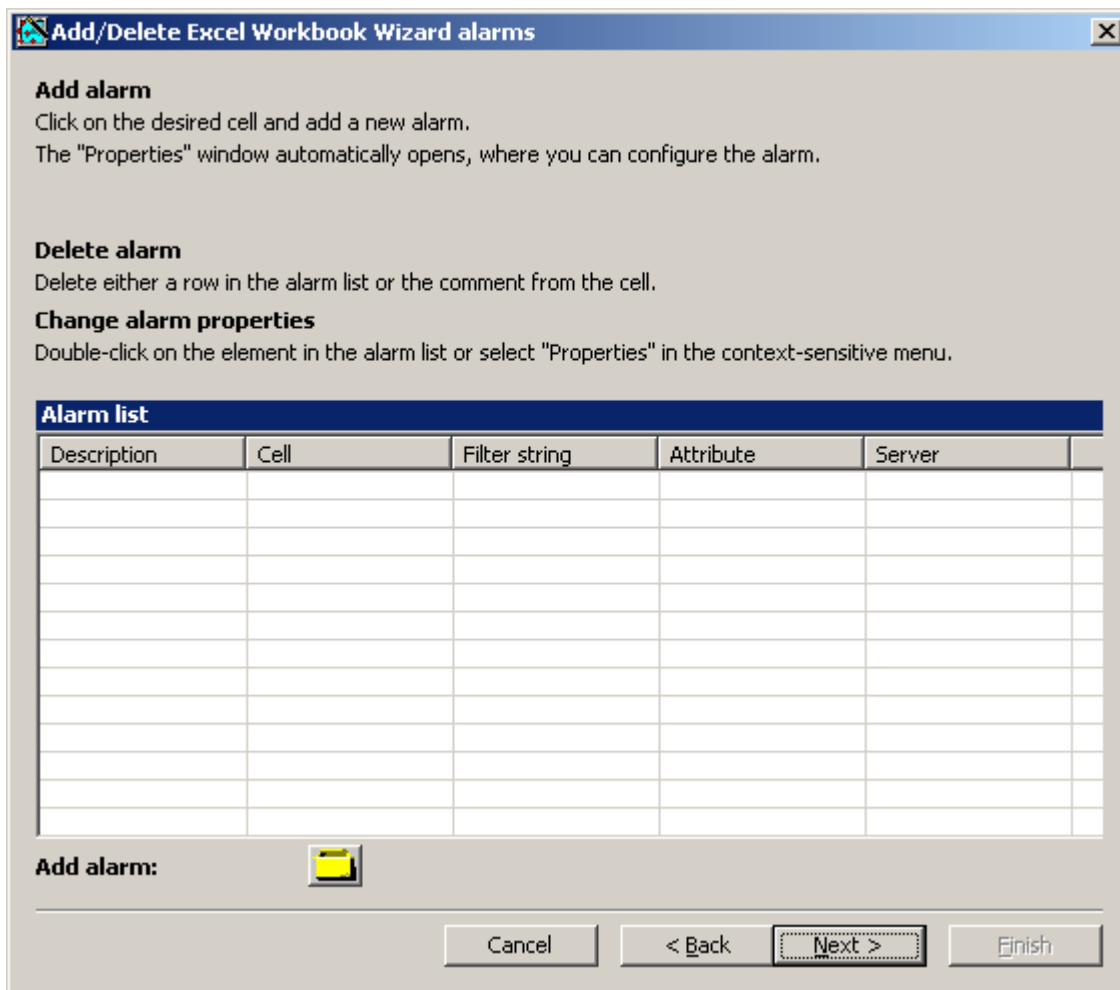 Add/Delete Excel Workbook Wizard alarms
Add alarm
Click on the desired cell and add a new alarm.
The "Properties" window automatically opens, where you can configure the alarm.
Delete alarm
Delete either a row in the alarm list or the comment from the cell.
Change alarm properties
Double-click on the element in the alarm list or select "Properties" in the context-sensitive menu.
Alarm list
Description Cell Filter string Attribute Server
Add alarm:
Cancel < Back Next > Finish